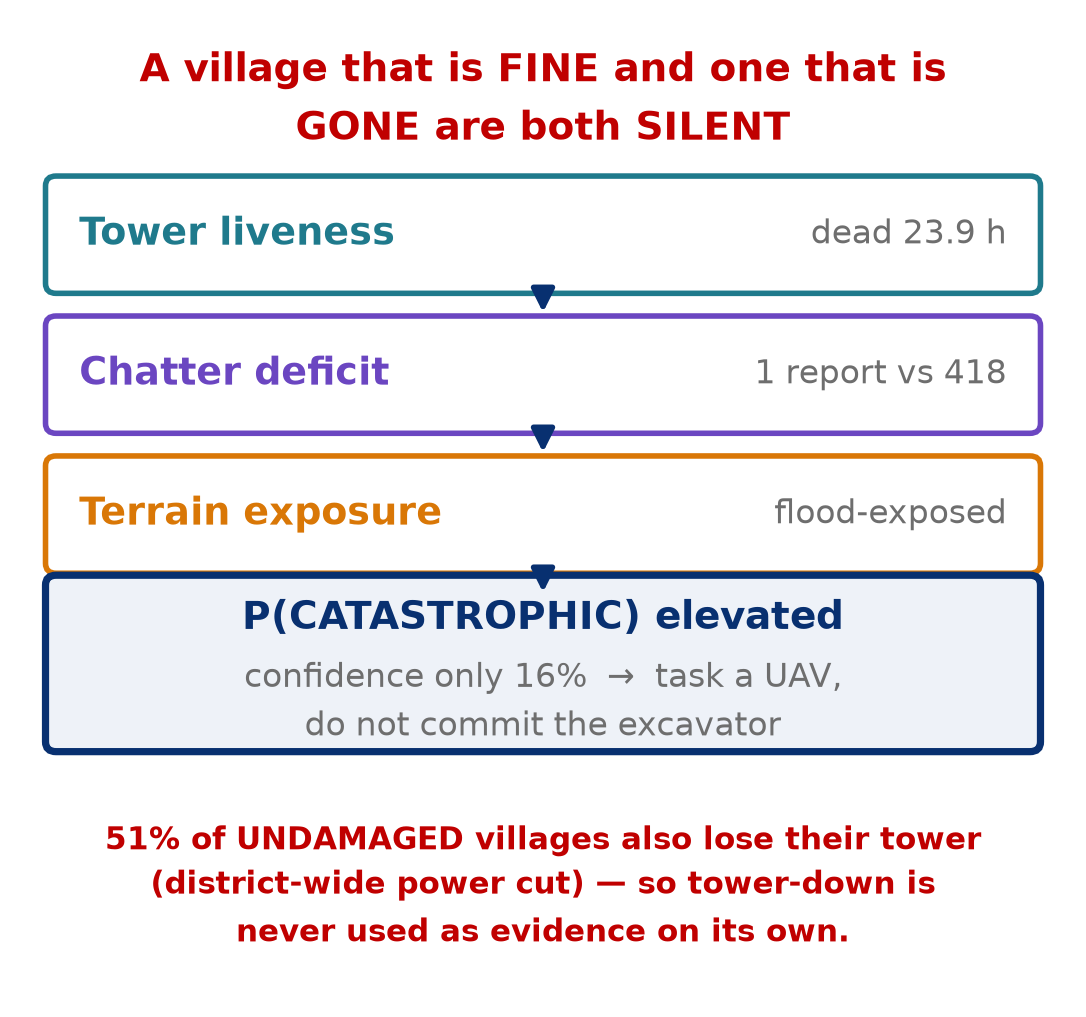 A village that is FINE and one that is
GONE are both SILENT
Tower liveness dead 23.9 h
Chatter deficit 1 report vs 418
Terrain exposure flood-exposed
P(CATASTROPHIC) elevated
confidence only 16% → task a UAV,
do not commit the excavator
51% of UNDAMAGED villages also lose their tower
(district-wide power cut) — so tower-down is
never used as evidence on its own.